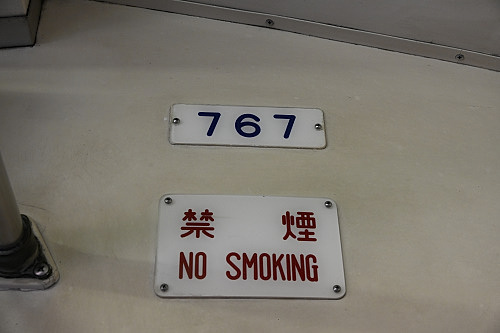 767
禁 煙
NO SMOKING